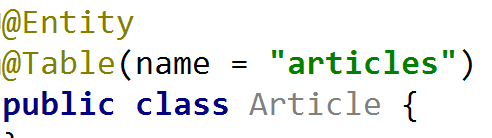 @Entity
@Table(name = "articles")
public class Article {
}